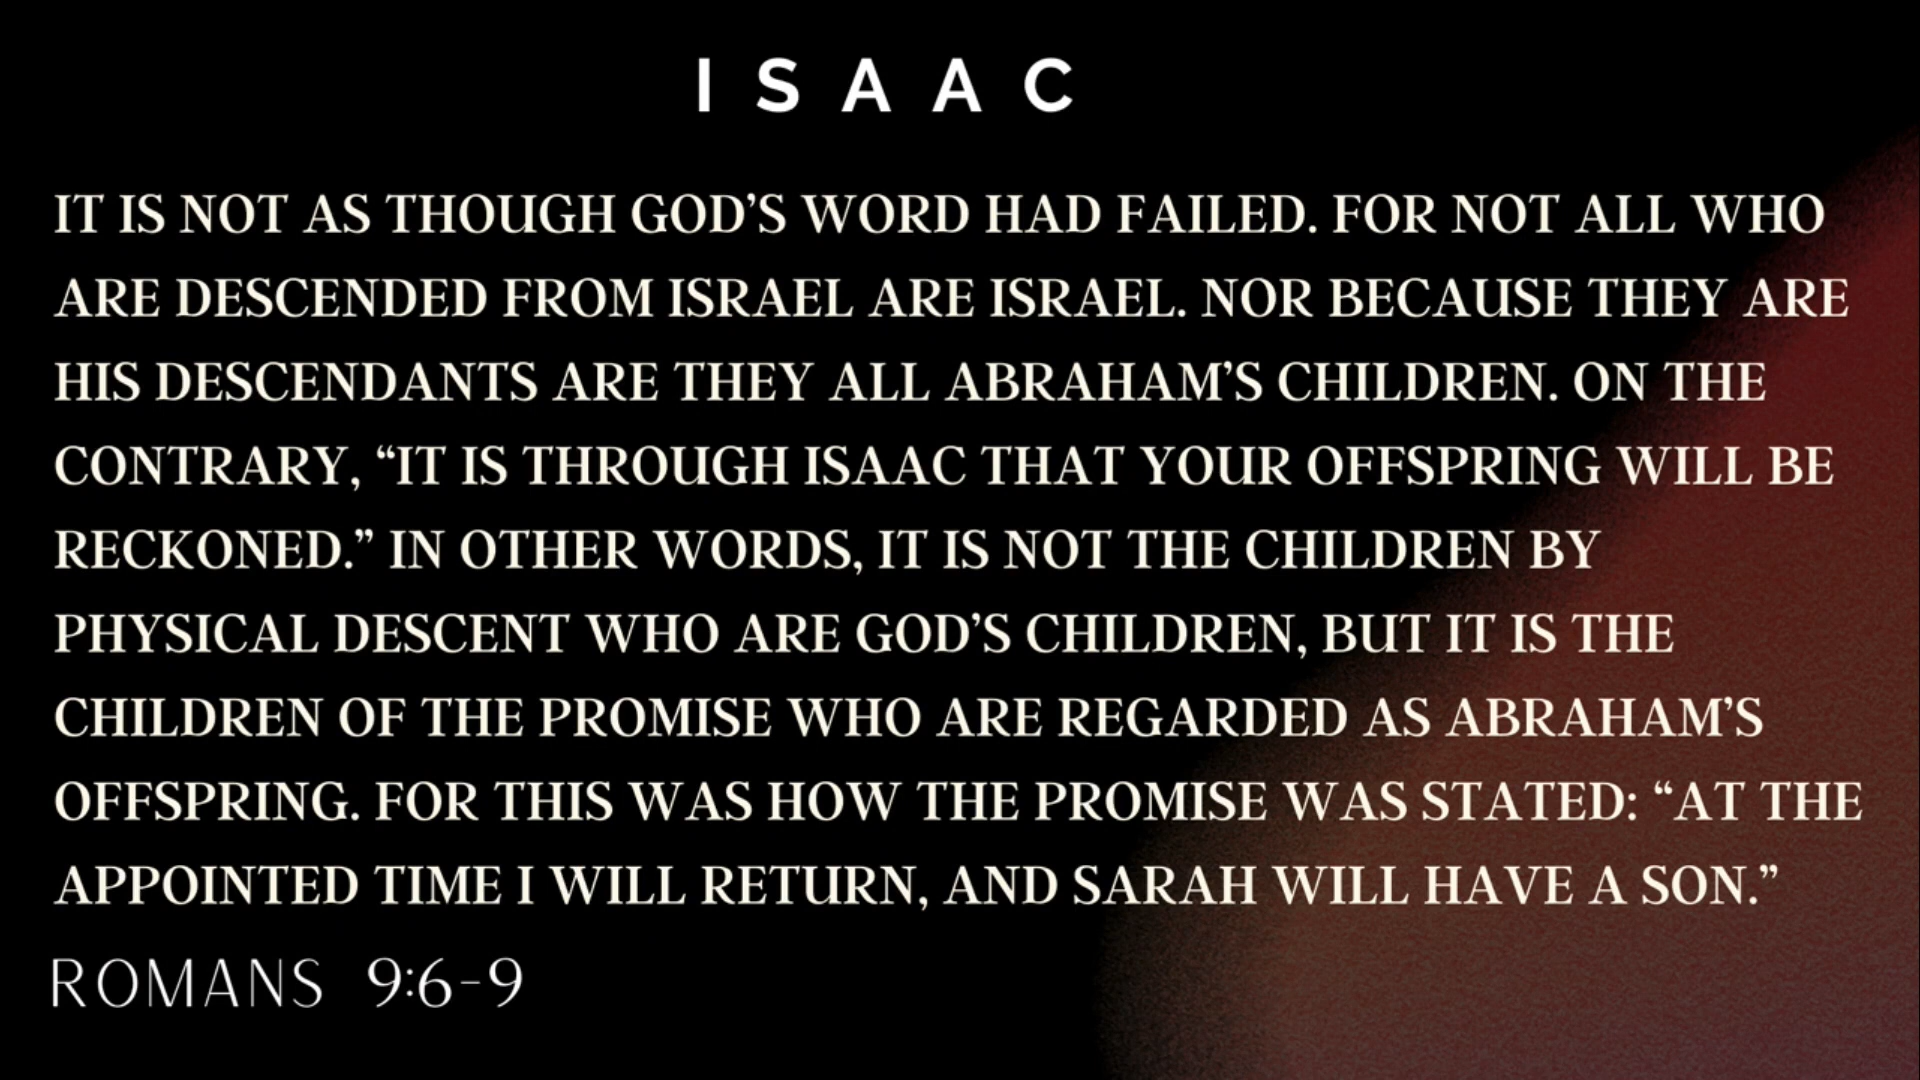 ISAAC
IT IS NOT AS THOUGH GOD’S WORD HAD FAILED. FOR NOT ALL WHO
ARE DESCENDED FROM ISRAEL ARE ISRAEL. NOR BECAUSE THEY ARE
HIS DESCENDANTS ARE THEY ALL ABRAHAM’S CHILDREN. ON THE
CONTRARY, “IT IS THROUGH ISAAC THAT YOUR OFFSPRING WILL BE
RECKONED.” IN OTHER WORDS, IT IS NOT THE CHILDREN BY
PHYSICAL DESCENT WHO ARE GOD’S CHILDREN, BUT IT IS THE
CHILDREN OF THE PROMISE WHO ARE REGARDED AS ABRAHAM’S
OFFSPRING. FOR THIS WAS HOW THE PROMISE WAS STATED: “AT THE
APPOINTED TIME I WILL RETURN, AND SARAH WILL HAVE A SON.”
ROMANS 9:6-9